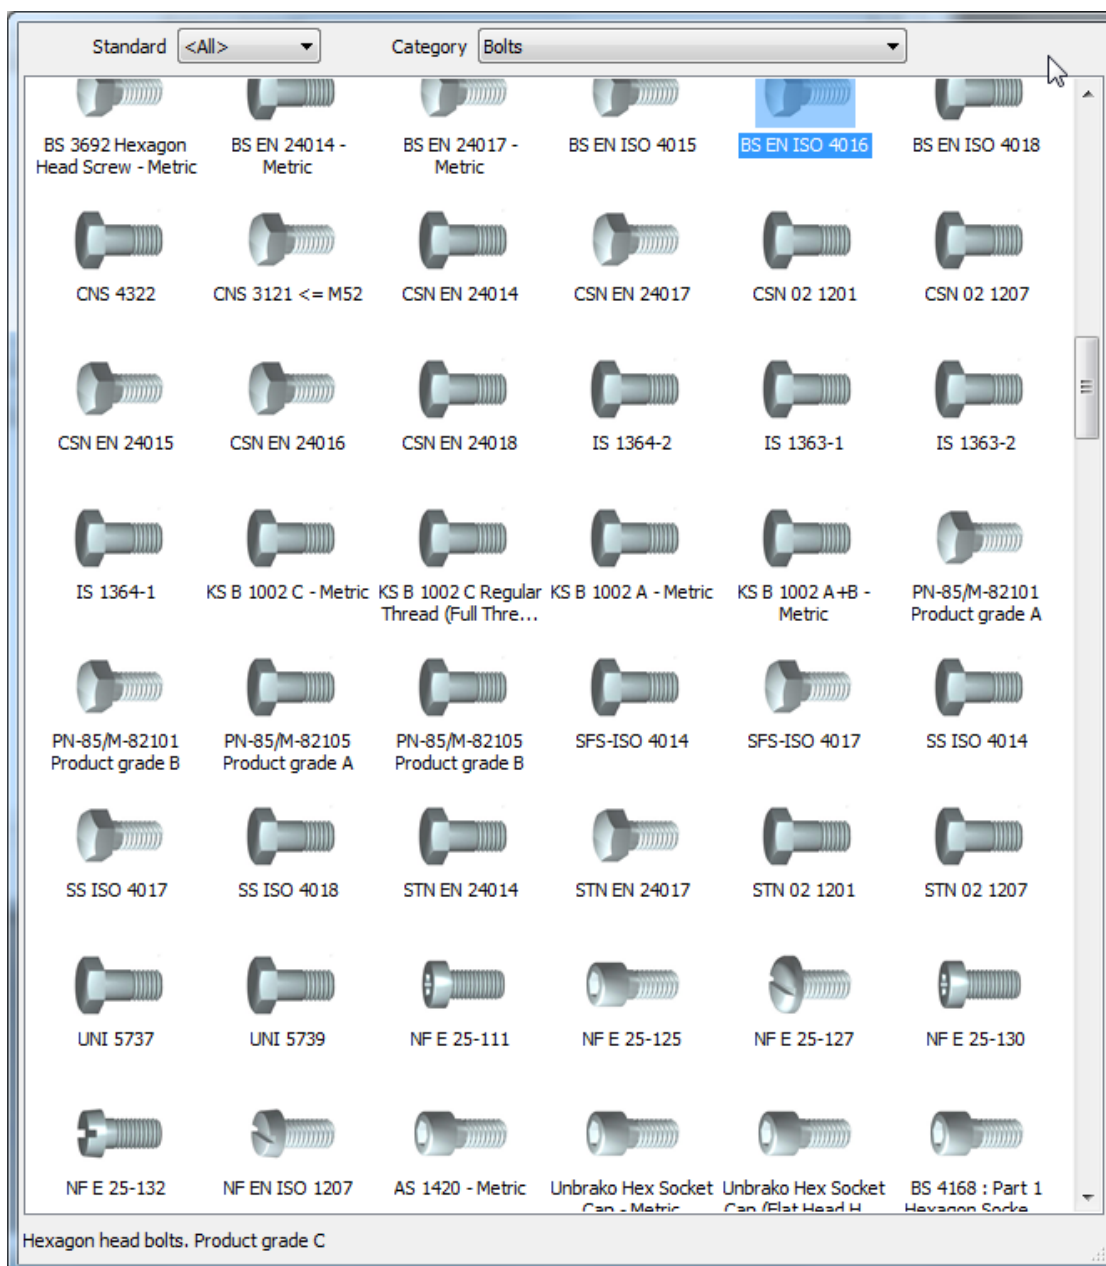 Standard <All> Category Bolts
BS 3692 Hexagon BS EN 24014 - BS EN 24017 - BS EN ISO 4015 BS EN ISO 4016 BS EN ISO 4018
Head Screw - Metric Metric Metric
CNS 4322 CNS 3121 <= M52 CSN EN 24014 CSN EN 24017 CSN 02 1201 CSN 02 1207
CSN EN 24015 CSN EN 24016 CSN EN 24018 IS 1364-2 IS 1363-1 IS 1363-2
IS 1364-1 KS B 1002 C - Metric KS B 1002 C Regular KS B 1002 A - Metric KS B 1002 A+B - PN-85/M-82101
Thread (Full Thre... Metric Product grade A
PN-85/M-82101 PN-85/M-82105 PN-85/M-82105 SFS-ISO 4014 SFS-ISO 4017 SS ISO 4014
Product grade B Product grade A Product grade B
SS ISO 4017 SS ISO 4018 STN EN 24014 STN EN 24017 STN 02 1201 STN 02 1207
UNI 5737 UNI 5739 NF E 25-111 NF E 25-125 NF E 25-127 NF E 25-130
NF E 25-132 NF EN ISO 1207 AS 1420 - Metric Unbrako Hex Socket Unbrako Hex Socket BS 4168 : Part 1
Cap - Metric Cap (Flat Head H... Hexagon Socke...
Hexagon head bolts. Product grade C